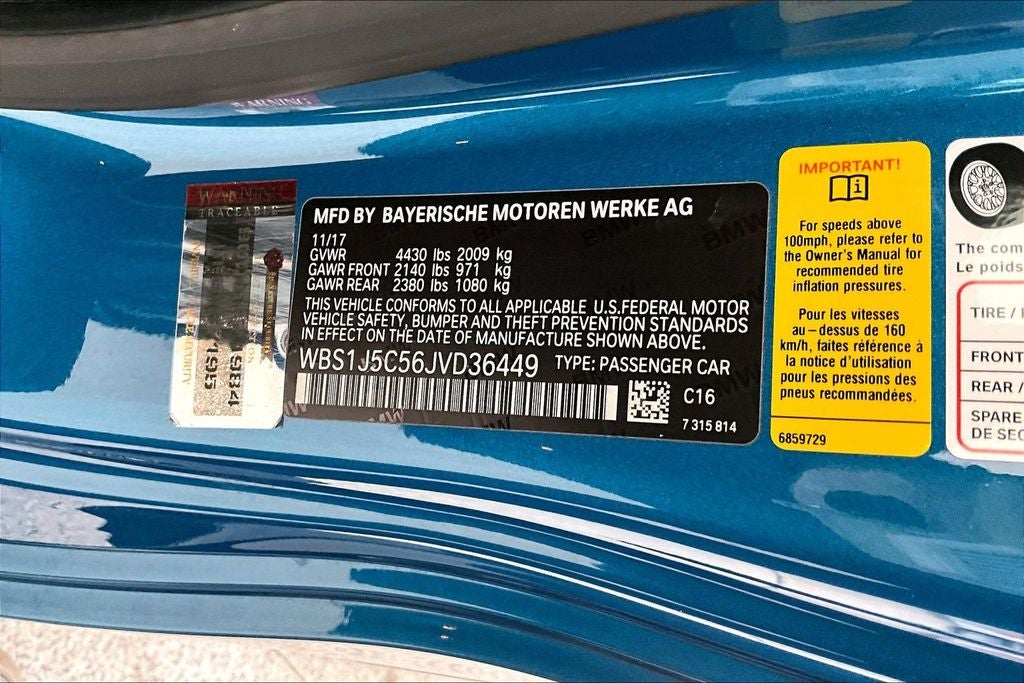 WARNING
WARNING
TRACEABLE
MFD BY BAYERISCHE MOTOREN WERKE AG
11/17
GVWR 4430 lbs 2009 kg
GAWR FRONT 2140 lbs 971 kg
GAWR REAR 2380 lbs 1080 kg
THIS VEHICLE CONFORMS TO ALL APPLICABLE U.S.FEDERAL MOTOR
VEHICLE SAFETY, BUMPER AND THEFT PREVENTION STANDARDS
IN EFFECT ON THE DATE OF MANUFACTURE SHOWN ABOVE.
WBS1J5C56JVD36449 TYPE: PASSENGER CAR
C16
7 315 814
IMPORTANT!
For speeds above
100mph, please refer to
the Owner's Manual for
recommended tire
inflation pressures.
Pour les vitesses
au-dessus de 160
km/h, faites référence à
la notice d'utilisation
pour les pressions des
pneus recommandées.
6859729
The com
Le poids
TIRE /
FRONT
REAR /
SPARE
DE SEC